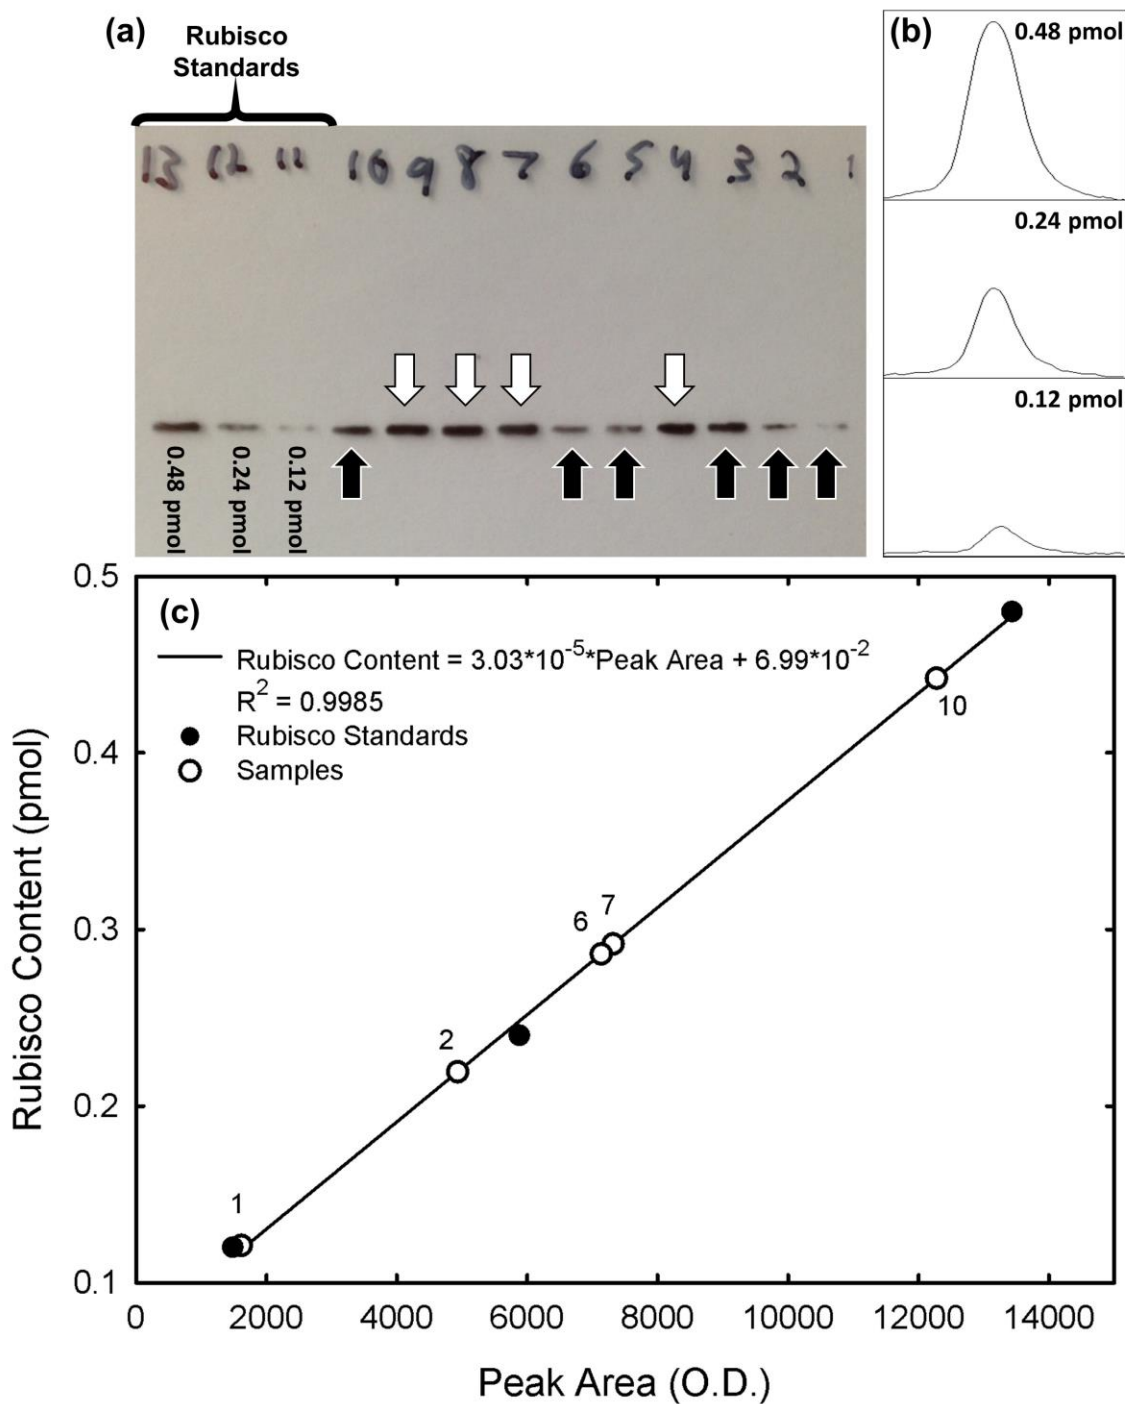 (a)
Rubisco
Standards
13 12 11 10 9 8 7 6 5 4 3 2 1
0.48 pmol
0.24 pmol
0.12 pmol
(b)
0.48 pmol
0.24 pmol
0.12 pmol
(c)
Rubisco Content = 3.03*10⁻⁵*Peak Area + 6.99*10⁻²
R² = 0.9985
Rubisco Standards
Samples
10
7
6
2
1
0.5
0.4
0.3
0.2
0.1
Rubisco Content (pmol)
0 2000 4000 6000 8000 10000 12000 14000
Peak Area (O.D.)